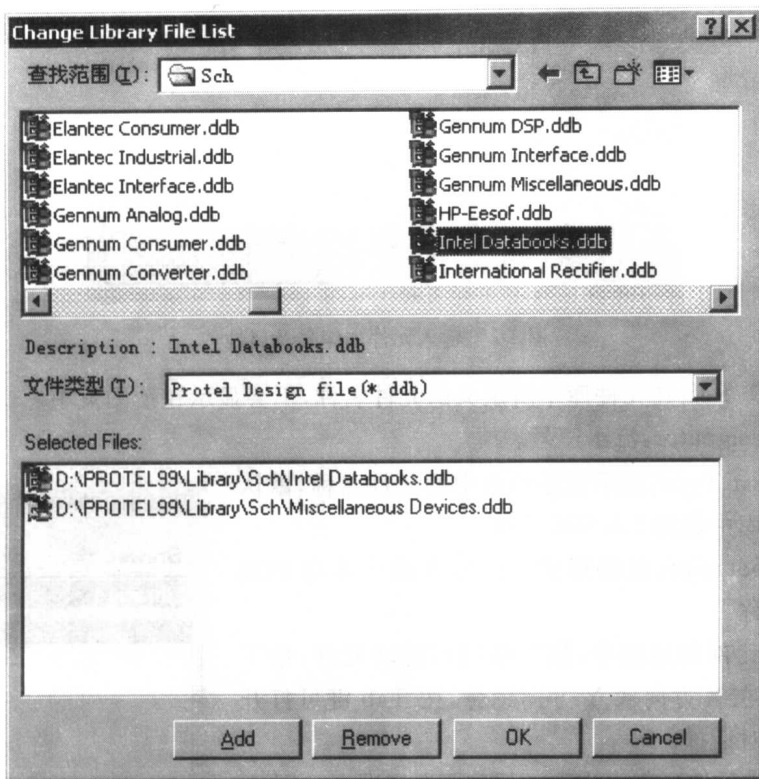 Change Library File List
查找范围(I): Sch
Elantec Consumer.ddb
Elantec Industrial.ddb
Elantec Interface.ddb
Gennum Analog.ddb
Gennum Consumer.ddb
Gennum Converter.ddb
Gennum DSP.ddb
Gennum Interface.ddb
Gennum Miscellaneous.ddb
HP-Eesof.ddb
Intel Databooks.ddb
International Rectifier.ddb
Description : Intel Databooks.ddb
文件类型(T): Protel Design file(*.ddb)
Selected Files:
D:\PROTEL99\Library\Sch\Intel Databooks.ddb
D:\PROTEL99\Library\Sch\Miscellaneous Devices.ddb
Add Remove OK Cancel